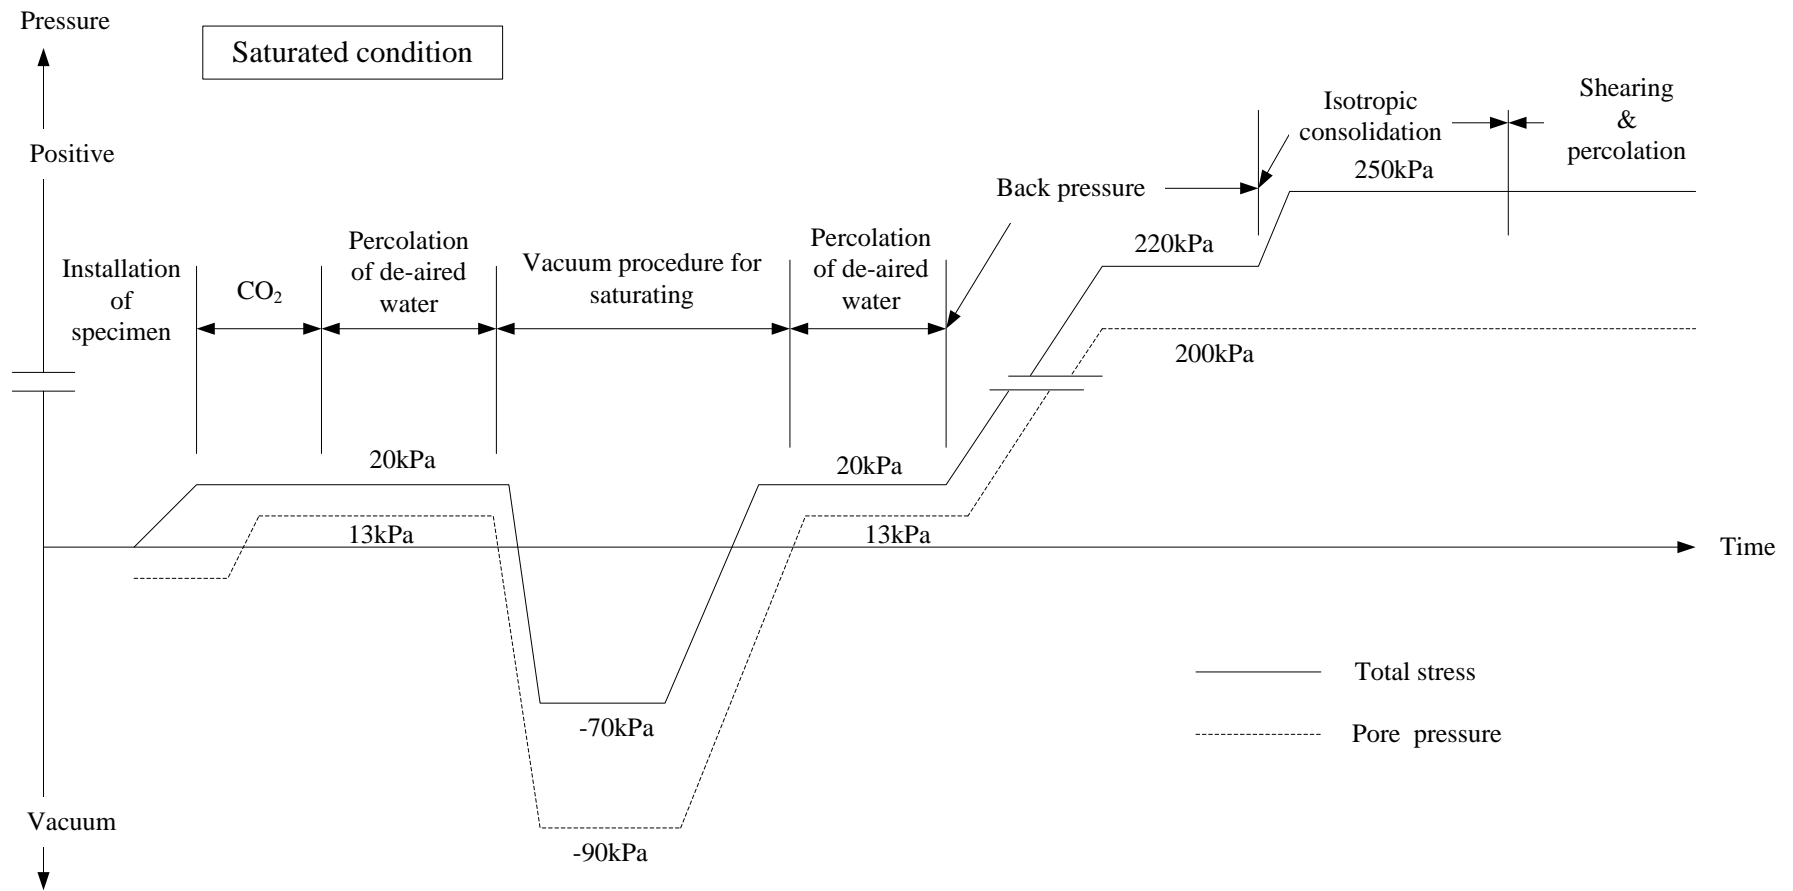 Pressure
Saturated condition
Positive
Installation
of
specimen
CO₂
Percolation
of de-aired
water
Vacuum procedure for
saturating
Percolation
of de-aired
water
Back pressure
Isotropic
consolidation
Shearing
&
percolation
250kPa
220kPa
200kPa
20kPa
20kPa
13kPa
13kPa
Time
-70kPa
-90kPa
Total stress
Pore pressure
Vacuum